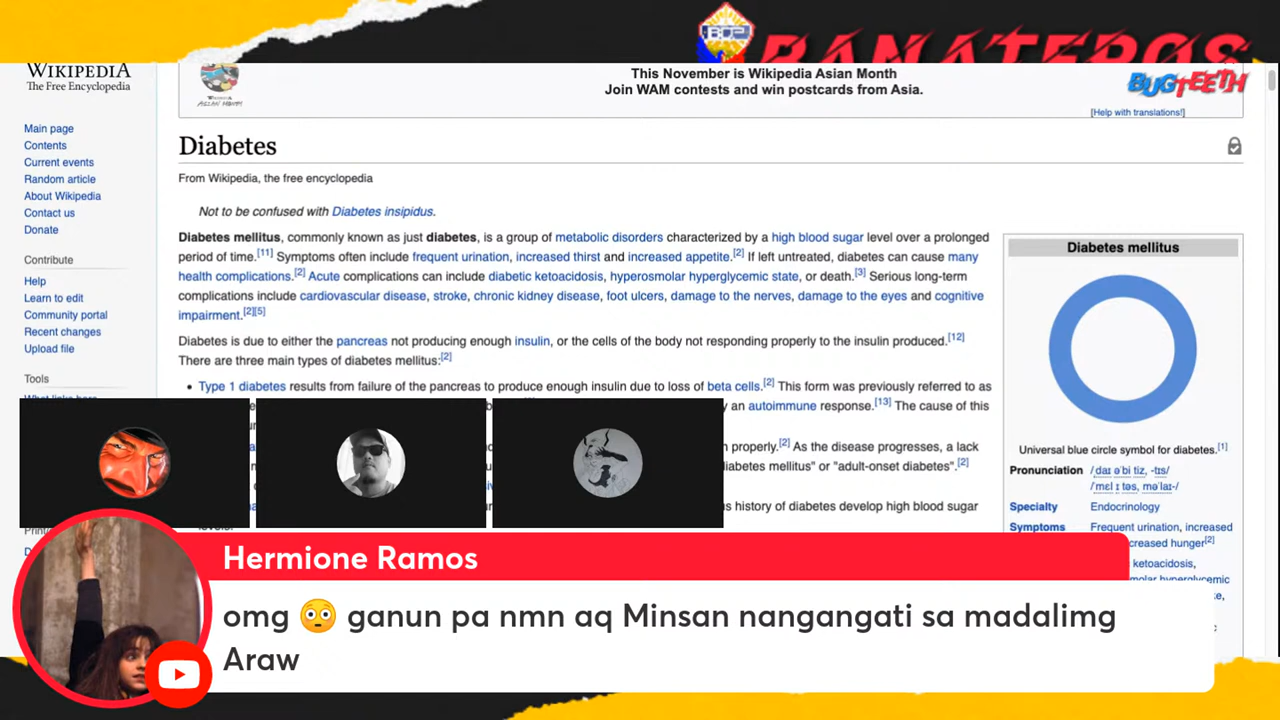 BANATEROS
WIKIPEDIA
The Free Encyclopedia
This November is Wikipedia Asian Month
Join WAM contests and win postcards from Asia.
BUGTEETH
[Help with translations!]
Main page
Contents
Current events
Random article
About Wikipedia
Contact us
Donate
Contribute
Help
Learn to edit
Community portal
Recent changes
Upload file
Tools
Diabetes
From Wikipedia, the free encyclopedia
Not to be confused with Diabetes insipidus.
Diabetes mellitus, commonly known as just diabetes, is a group of metabolic disorders characterized by a high blood sugar level over a prolonged
period of time.[11] Symptoms often include frequent urination, increased thirst and increased appetite.[2] If left untreated, diabetes can cause many
health complications.[2] Acute complications can include diabetic ketoacidosis, hyperosmolar hyperglycemic state, or death.[3] Serious long-term
complications include cardiovascular disease, stroke, chronic kidney disease, foot ulcers, damage to the nerves, damage to the eyes and cognitive
impairment.[2][5]
Diabetes is due to either the pancreas not producing enough insulin, or the cells of the body not responding properly to the insulin produced.[12]
There are three main types of diabetes mellitus:[2]
• Type 1 diabetes results from failure of the pancreas to produce enough insulin due to loss of beta cells.[2] This form was previously referred to as
an autoimmune response.[13] The cause of this
properly.[2] As the disease progresses, a lack
diabetes mellitus" or "adult-onset diabetes".[2]
history of diabetes develop high blood sugar
levels.
Diabetes mellitus
Universal blue circle symbol for diabetes.[1]
Pronunciation /ˌdaɪ əˈbiː tiːz, -tɪs/
Specialty Endocrinology
Symptoms Frequent urination, increased
hunger[2]
ketoacidosis,
hyperglycemic
Hermione Ramos
omg 😳 ganun pa nmn aq Minsan nangangati sa madalimg
Araw